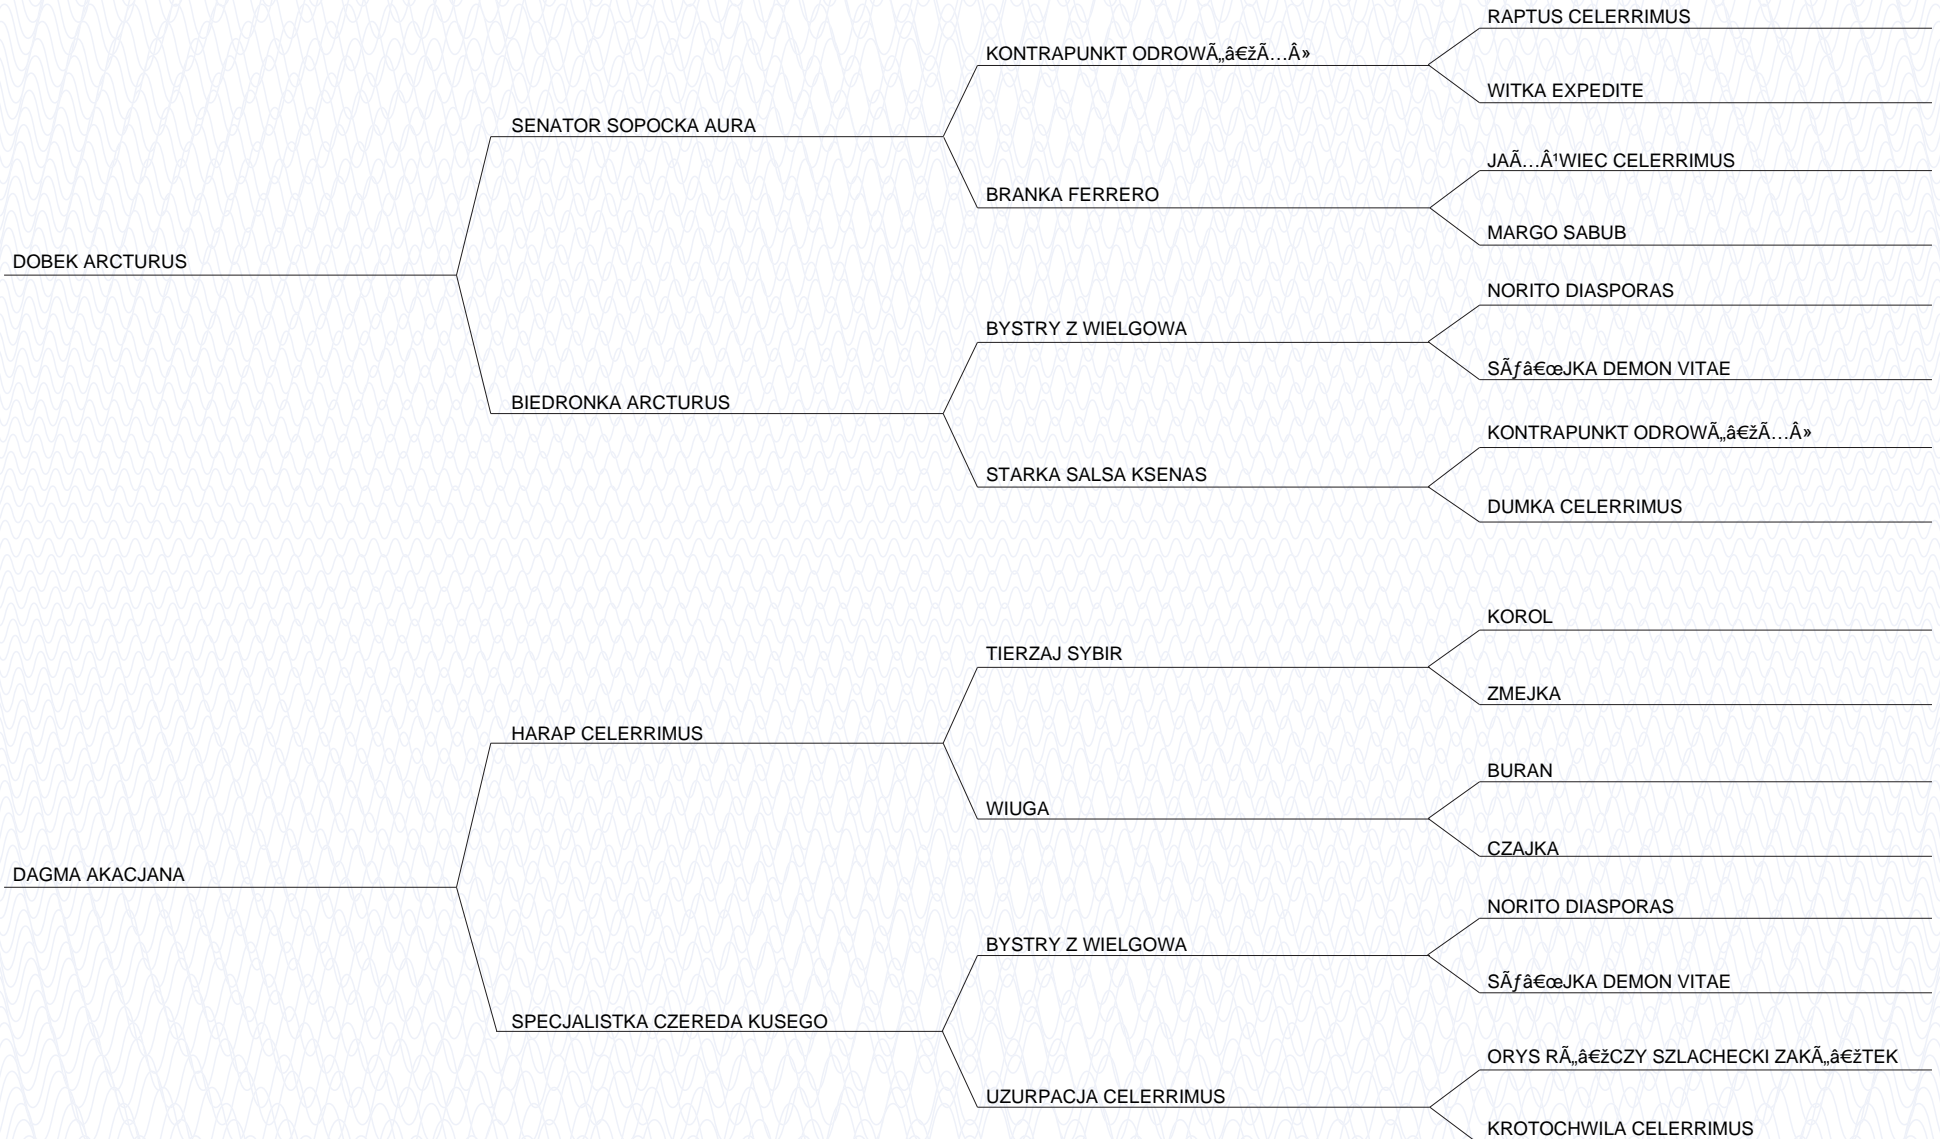 RAPTUS CELERRIMUS
KONTRAPUNKT ODROWÃ„â€žÃ…Â»
WITKA EXPEDITE
SENATOR SOPOCKA AURA
JAÃ…Â¹WIEC CELERRIMUS
BRANKA FERRERO
MARGO SABUB
DOBEK ARCTURUS
NORITO DIASPORAS
BYSTRY Z WIELGOWA
SÃƒâ€œJKA DEMON VITAE
BIEDRONKA ARCTURUS
KONTRAPUNKT ODROWÃ„â€žÃ…Â»
STARKA SALSA KSENAS
DUMKA CELERRIMUS
KOROL
TIERZAJ SYBIR
ZMEJKA
HARAP CELERRIMUS
BURAN
WIUGA
CZAJKA
DAGMA AKACJANA
NORITO DIASPORAS
BYSTRY Z WIELGOWA
SÃƒâ€œJKA DEMON VITAE
SPECJALISTKA CZEREDA KUSEGO
ORYS RÃ„â€žCZY SZLACHECKI ZAKÃ„â€žTEK
UZURPACJA CELERRIMUS
KROTOCHWILA CELERRIMUS